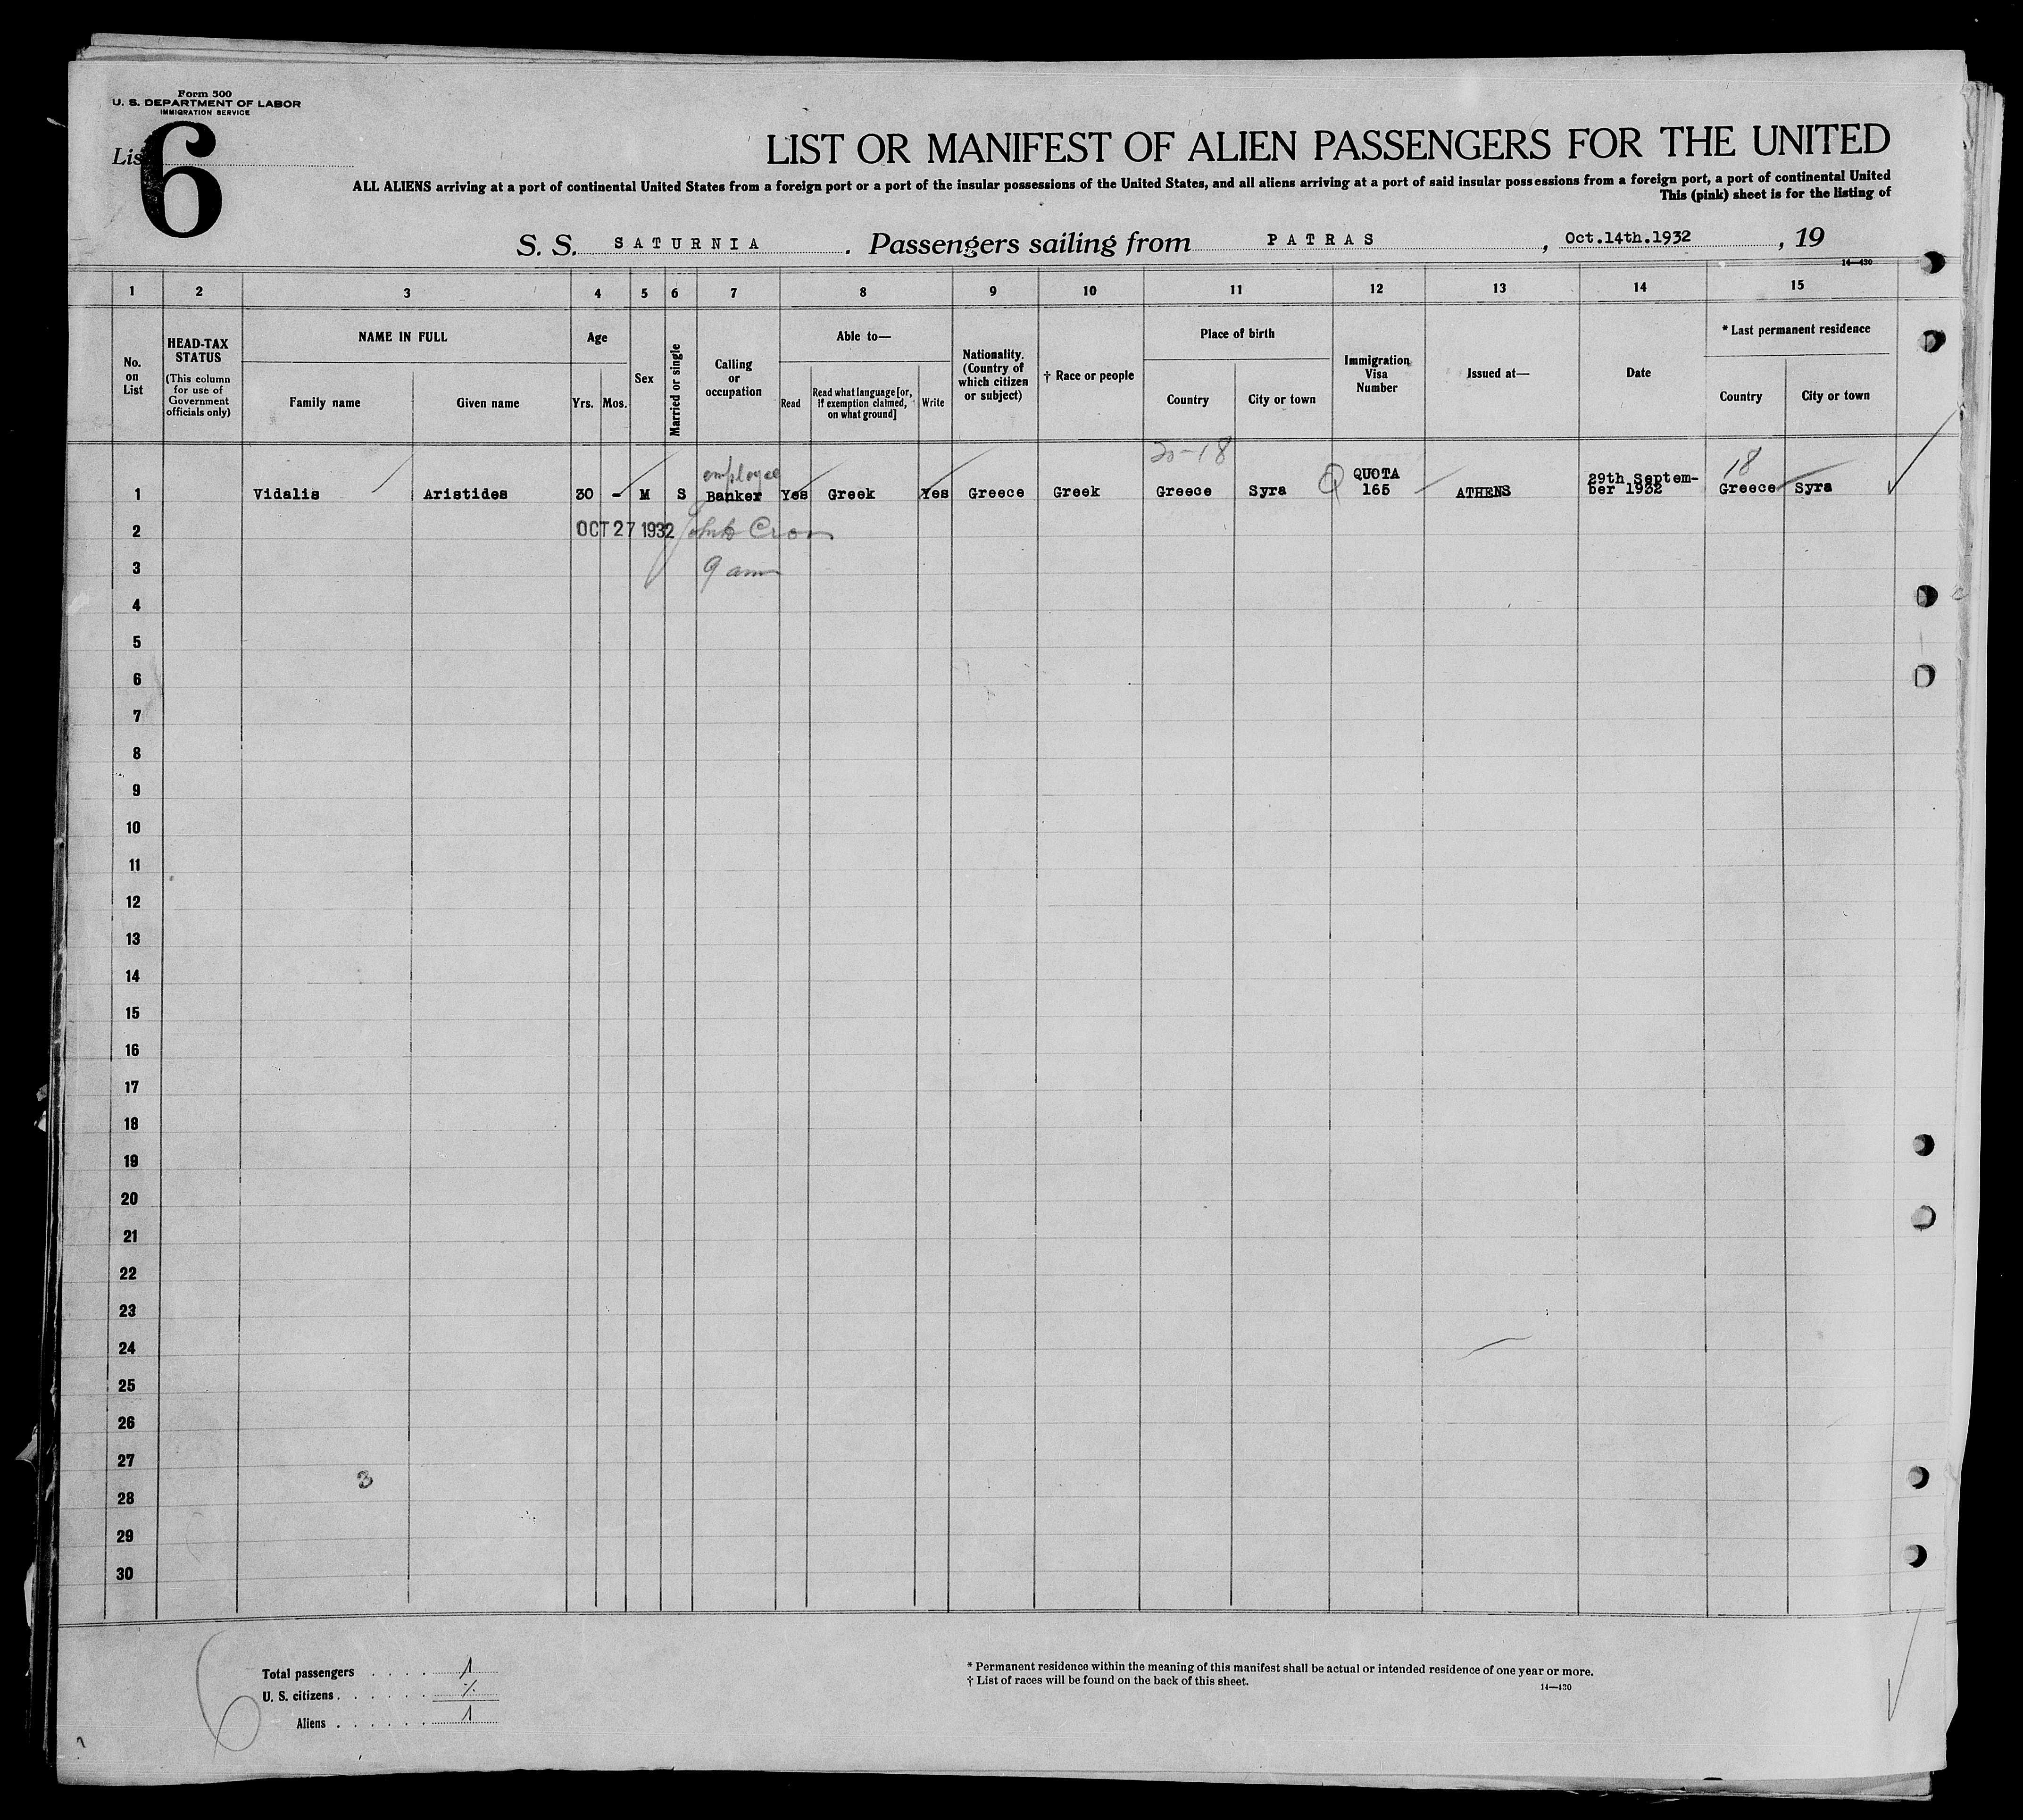 Form 500
U. S. DEPARTMENT OF LABOR
IMMIGRATION SERVICE
List
6
LIST OR MANIFEST OF ALIEN PASSENGERS FOR THE UNITED
ALL ALIENS arriving at a port of continental United States from a foreign port or a port of the insular possessions of the United States, and all aliens arriving at a port of said insular possessions from a foreign port, a port of continental United
This (pink) sheet is for the listing of
S. S. SATURNIA. Passengers sailing from PATRAS, Oct.14th.1932, 19
14—430
1 2 3 4 5 6 7 8 9 10 11 12 13 14 15
No. on List
HEAD-TAX STATUS
(This column for use of Government officials only)
NAME IN FULL
Family name Given name
Age
Yrs. Mos.
Sex
Married or single
Calling or occupation
Able to—
Read
Read what language [or, if exemption claimed, on what ground]
Write
Nationality. (Country of which citizen or subject)
† Race or people
Place of birth
Country City or town
Immigration Visa Number
Issued at—
Date
* Last permanent residence
Country City or town
20-18
employee
18
1 Vidalis Aristides 30 - M S Banker Yes Greek Yes Greece Greek Greece Syra Q QUOTA 165 ATHENS 29th Septem-ber 1932 Greece Syra
2 OCT 27 1932
3 9 am
4
5
6
7
8
9
10
11
12
13
14
15
16
17
18
19
20
21
22
23
24
25
26
27
3
28
29
30
6
Total passengers . . . . 1
U. S. citizens . . . . . . ./.
Aliens . . . . . . 1
* Permanent residence within the meaning of this manifest shall be actual or intended residence of one year or more.
† List of races will be found on the back of this sheet.
14—430